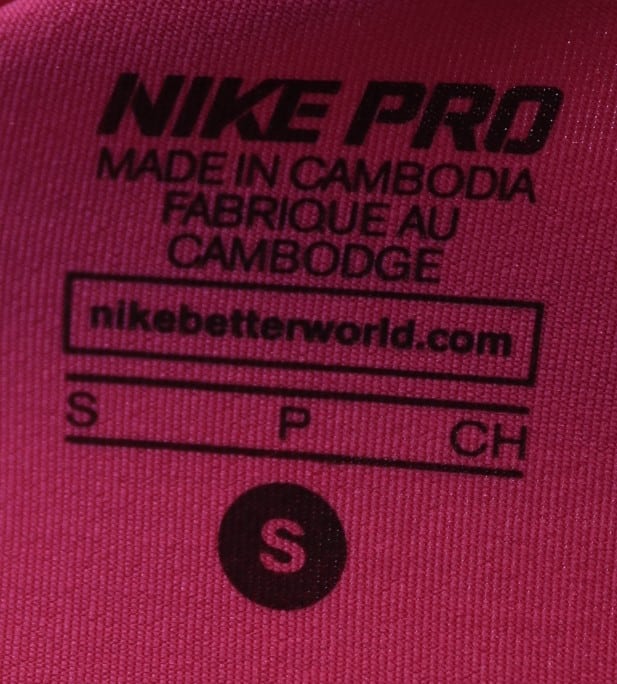 NIKE PRO
MADE IN CAMBODIA
FABRIQUE AU
CAMBODGE
nikebetterworld.com
S P CH
S